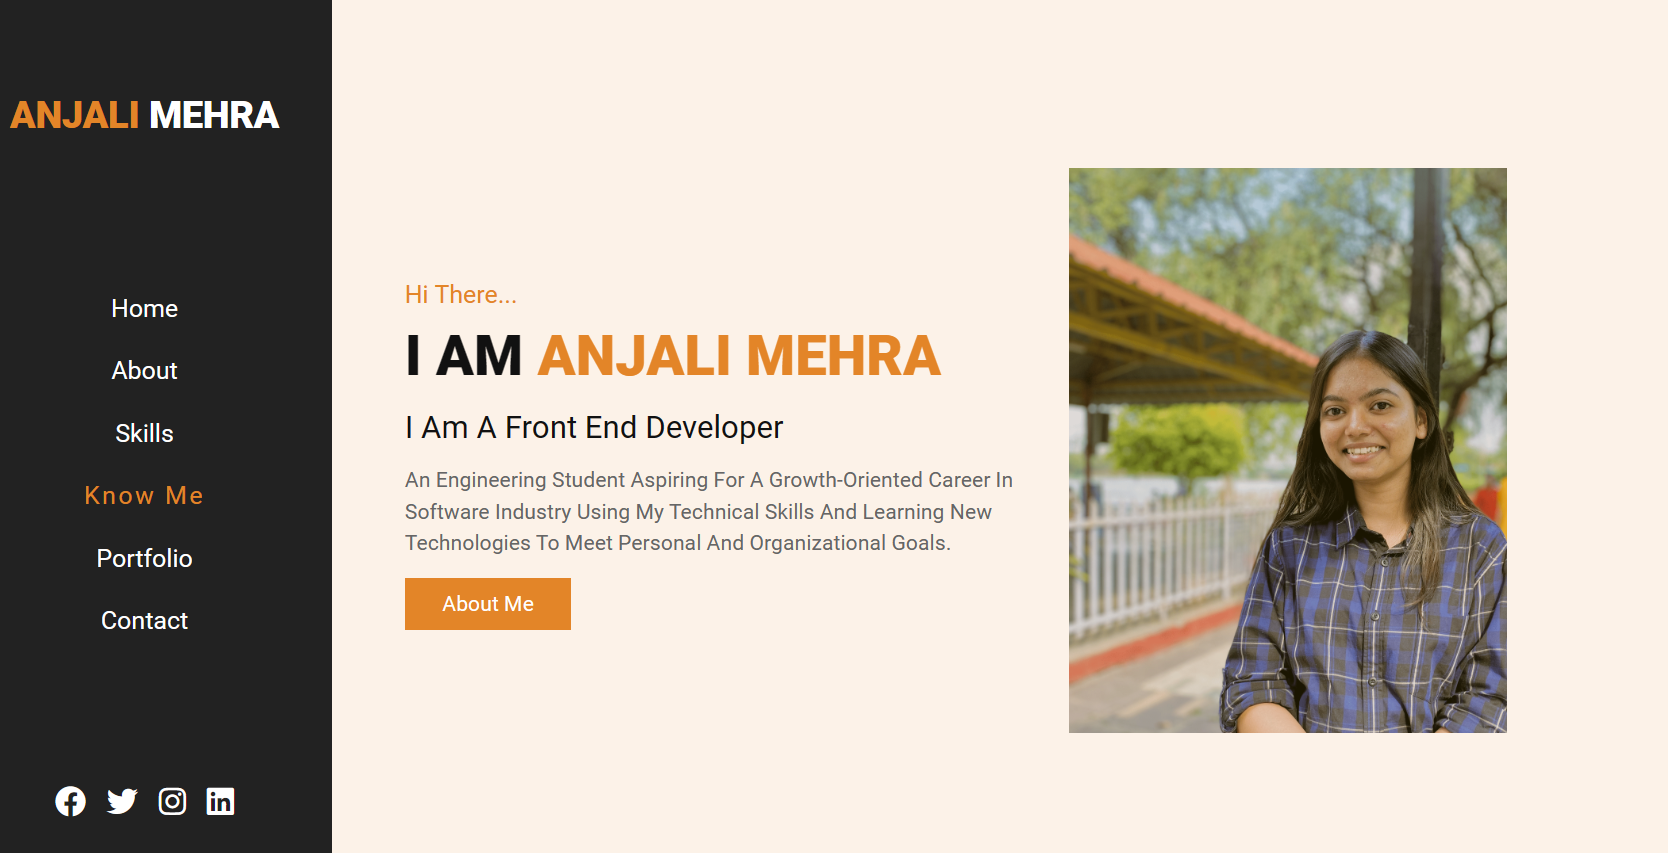 ANJALI MEHRA
Home
About
Skills
Know Me
Portfolio
Contact
Hi There...
I AM ANJALI MEHRA
I Am A Front End Developer
An Engineering Student Aspiring For A Growth-Oriented Career In
Software Industry Using My Technical Skills And Learning New
Technologies To Meet Personal And Organizational Goals.
About Me